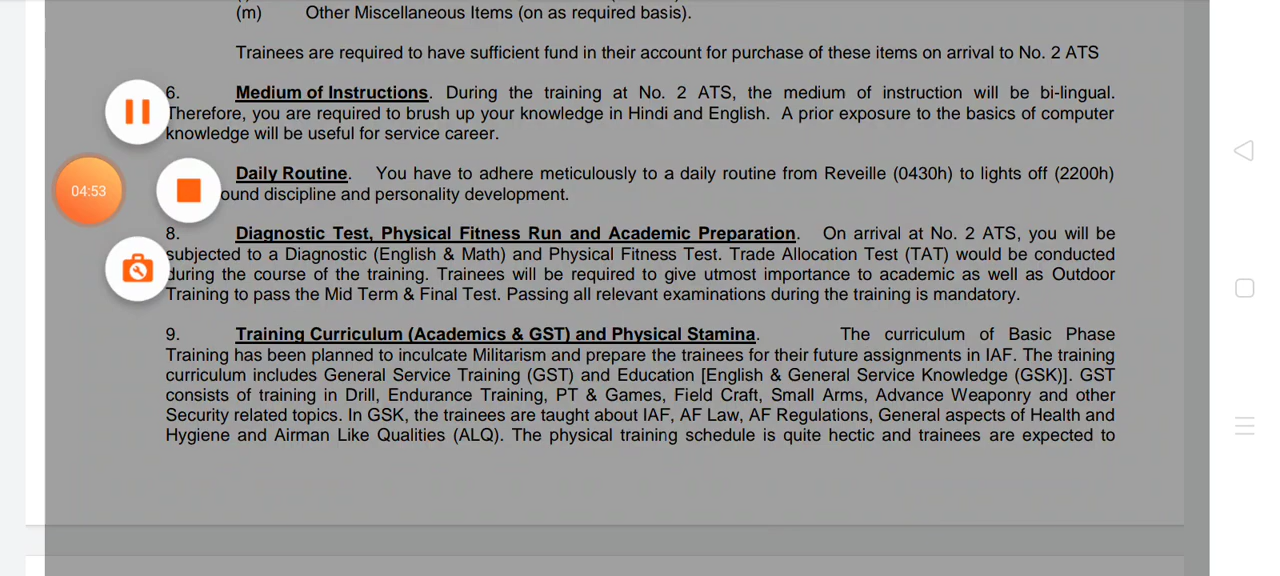 (m) Other Miscellaneous Items (on as required basis).
Trainees are required to have sufficient fund in their account for purchase of these items on arrival to No. 2 ATS
6. Medium of Instructions. During the training at No. 2 ATS, the medium of instruction will be bi-lingual.
Therefore, you are required to brush up your knowledge in Hindi and English. A prior exposure to the basics of computer
knowledge will be useful for service career.
Daily Routine. You have to adhere meticulously to a daily routine from Reveille (0430h) to lights off (2200h)
04:53
ound discipline and personality development.
8. Diagnostic Test, Physical Fitness Run and Academic Preparation. On arrival at No. 2 ATS, you will be
subjected to a Diagnostic (English & Math) and Physical Fitness Test. Trade Allocation Test (TAT) would be conducted
during the course of the training. Trainees will be required to give utmost importance to academic as well as Outdoor
Training to pass the Mid Term & Final Test. Passing all relevant examinations during the training is mandatory.
9. Training Curriculum (Academics & GST) and Physical Stamina. The curriculum of Basic Phase
Training has been planned to inculcate Militarism and prepare the trainees for their future assignments in IAF. The training
curriculum includes General Service Training (GST) and Education [English & General Service Knowledge (GSK)]. GST
consists of training in Drill, Endurance Training, PT & Games, Field Craft, Small Arms, Advance Weaponry and other
Security related topics. In GSK, the trainees are taught about IAF, AF Law, AF Regulations, General aspects of Health and
Hygiene and Airman Like Qualities (ALQ). The physical training schedule is quite hectic and trainees are expected to